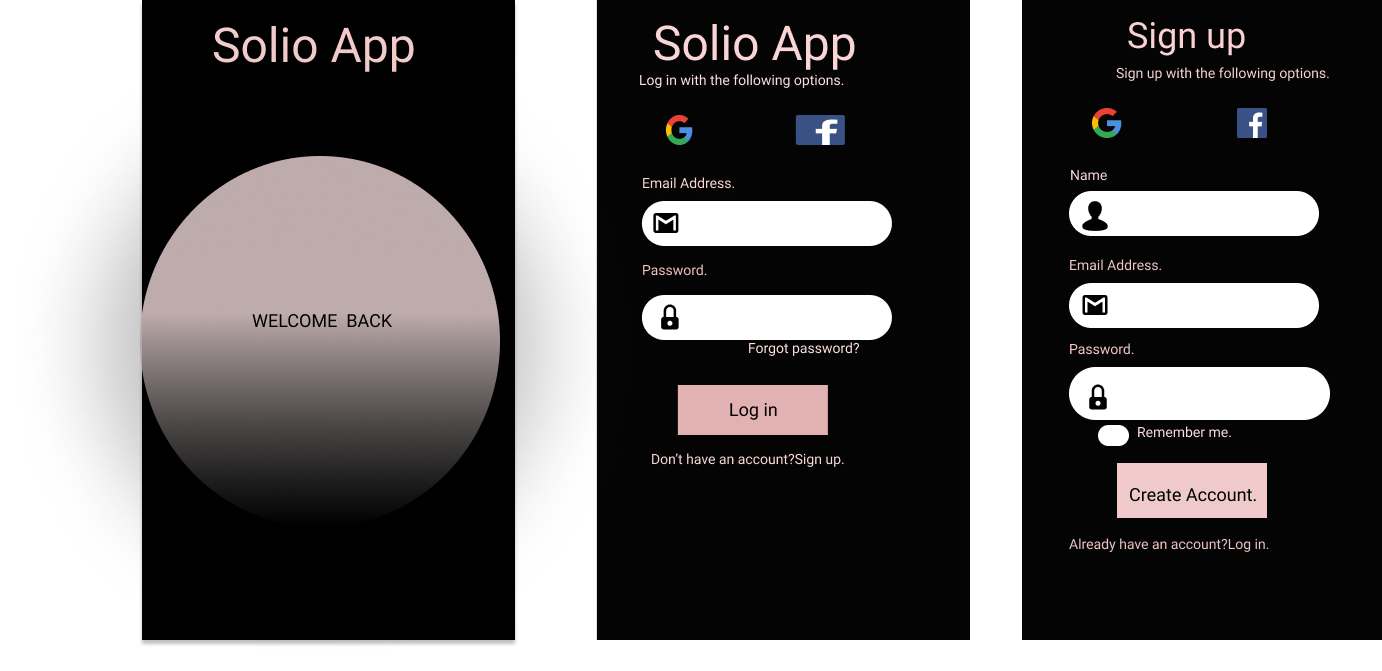 Solio App
WELCOME  BACK
Solio App
Log in with the following options.
Email Address.
Password.
Forgot password?
Log in
Don’t have an account?Sign up.
Sign up
Sign up with the following options.
Name
Email Address.
Password.
Remember me.
Create Account.
Already have an account?Log in.